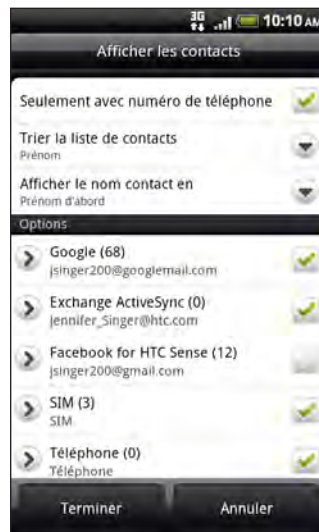 3G 10:10 AM
Afficher les contacts
Seulement avec numéro de téléphone
Trier la liste de contacts
Prénom
Afficher le nom contact en
Prénom d'abord
Options
Google (68)
jsinger200@googlemail.com
Exchange ActiveSync (0)
Jennifer_Singer@htc.com
Facebook for HTC Sense (12)
jsinger200@gmail.com
SIM (3)
SIM
Téléphone (0)
Téléphone
Terminer Annuler